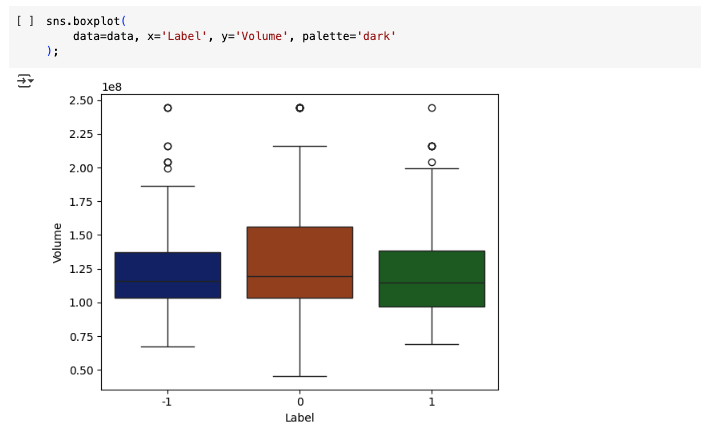 [ ] sns.boxplot(
data=data, x='Label', y='Volume', palette='dark'
);
1e8
2.50
2.25
2.00
1.75
1.50
1.25
1.00
0.75
0.50
Volume
-1 0 1
Label